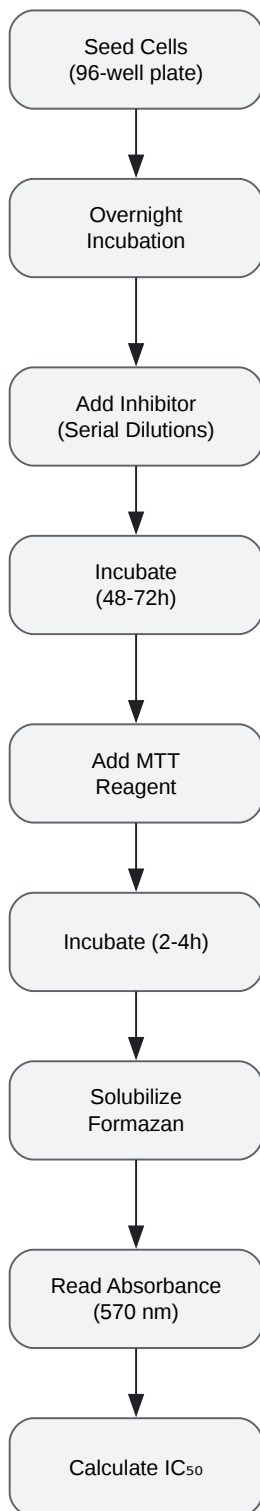 Seed Cells
(96-well plate)
Overnight
Incubation
Add Inhibitor
(Serial Dilutions)
Incubate
(48-72h)
Add MTT
Reagent
Incubate (2-4h)
Solubilize
Formazan
Read Absorbance
(570 nm)
Calculate IC₅₀